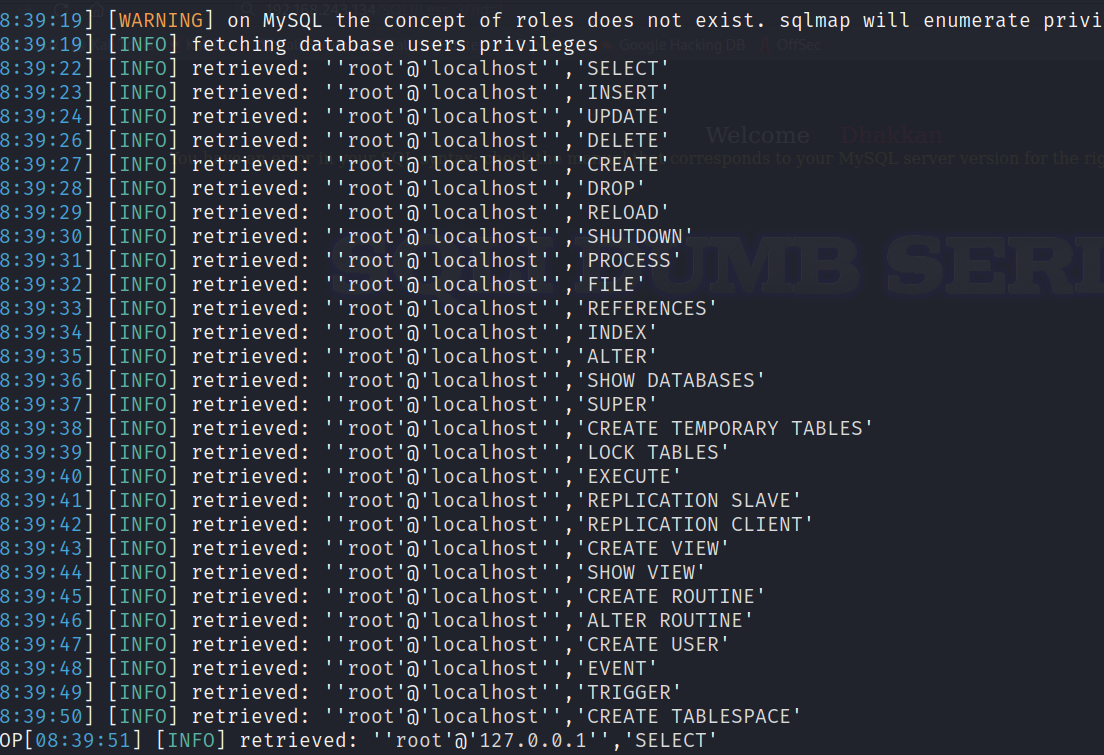 8:39:19] [WARNING] on MySQL the concept of roles does not exist. sqlmap will enumerate privi
8:39:19] [INFO] fetching database users privileges
Google Hacking DB OffSec
8:39:22] [INFO] retrieved: ''root'@'localhost'','SELECT'
8:39:23] [INFO] retrieved: ''root'@'localhost'','INSERT'
8:39:24] [INFO] retrieved: ''root'@'localhost'','UPDATE'
8:39:26] [INFO] retrieved: ''root'@'localhost'','DELETE'
Welcome Dhakkan
8:39:27] [INFO] retrieved: ''root'@'localhost'','CREATE'
corresponds to your MySQL server version for the
8:39:28] [INFO] retrieved: ''root'@'localhost'','DROP'
8:39:29] [INFO] retrieved: ''root'@'localhost'','RELOAD'
8:39:30] [INFO] retrieved: ''root'@'localhost'','SHUTDOWN'
8:39:31] [INFO] retrieved: ''root'@'localhost'','PROCESS'
8:39:32] [INFO] retrieved: ''root'@'localhost'','FILE'
8:39:33] [INFO] retrieved: ''root'@'localhost'','REFERENCES'
8:39:34] [INFO] retrieved: ''root'@'localhost'','INDEX'
8:39:35] [INFO] retrieved: ''root'@'localhost'','ALTER'
8:39:36] [INFO] retrieved: ''root'@'localhost'','SHOW DATABASES'
8:39:37] [INFO] retrieved: ''root'@'localhost'','SUPER'
8:39:38] [INFO] retrieved: ''root'@'localhost'','CREATE TEMPORARY TABLES'
8:39:39] [INFO] retrieved: ''root'@'localhost'','LOCK TABLES'
8:39:40] [INFO] retrieved: ''root'@'localhost'','EXECUTE'
8:39:41] [INFO] retrieved: ''root'@'localhost'','REPLICATION SLAVE'
8:39:42] [INFO] retrieved: ''root'@'localhost'','REPLICATION CLIENT'
8:39:43] [INFO] retrieved: ''root'@'localhost'','CREATE VIEW'
8:39:44] [INFO] retrieved: ''root'@'localhost'','SHOW VIEW'
8:39:45] [INFO] retrieved: ''root'@'localhost'','CREATE ROUTINE'
8:39:46] [INFO] retrieved: ''root'@'localhost'','ALTER ROUTINE'
8:39:47] [INFO] retrieved: ''root'@'localhost'','CREATE USER'
8:39:48] [INFO] retrieved: ''root'@'localhost'','EVENT'
8:39:49] [INFO] retrieved: ''root'@'localhost'','TRIGGER'
8:39:50] [INFO] retrieved: ''root'@'localhost'','CREATE TABLESPACE'
OP[08:39:51] [INFO] retrieved: ''root'@'127.0.0.1'','SELECT'